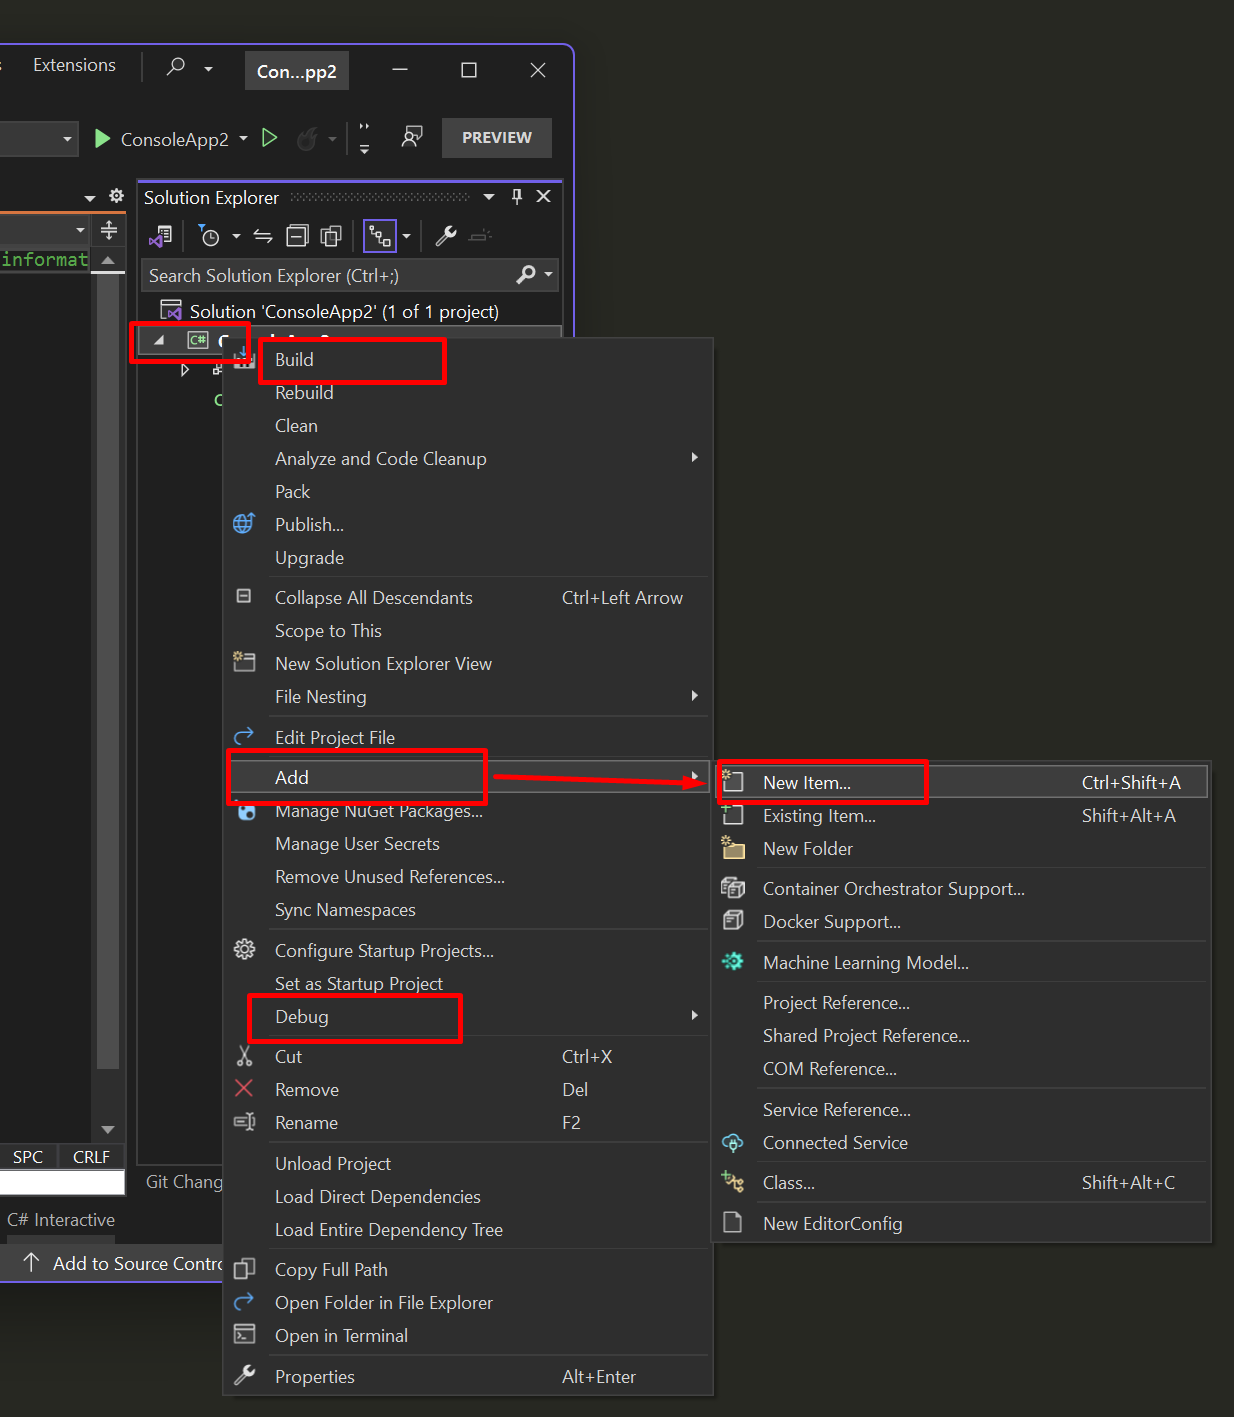 Extensions
Con...pp2
ConsoleApp2
PREVIEW
Solution Explorer
informat
Search Solution Explorer (Ctrl+;)
Solution 'ConsoleApp2' (1 of 1 project)
C#
Build
Rebuild
Clean
Analyze and Code Cleanup
Pack
Publish...
Upgrade
Collapse All Descendants Ctrl+Left Arrow
Scope to This
New Solution Explorer View
File Nesting
Edit Project File
Add
Manage NuGet Packages...
Manage User Secrets
Remove Unused References...
Sync Namespaces
Configure Startup Projects...
Set as Startup Project
Debug
Cut Ctrl+X
Remove Del
Rename F2
Unload Project
Load Direct Dependencies
Load Entire Dependency Tree
Copy Full Path
Open Folder in File Explorer
Open in Terminal
Properties Alt+Enter
New Item... Ctrl+Shift+A
Existing Item... Shift+Alt+A
New Folder
Container Orchestrator Support...
Docker Support...
Machine Learning Model...
Project Reference...
Shared Project Reference...
COM Reference...
Service Reference...
Connected Service
Class... Shift+Alt+C
New EditorConfig
SPC CRLF
Git Chang
C# Interactive
Add to Source Contro